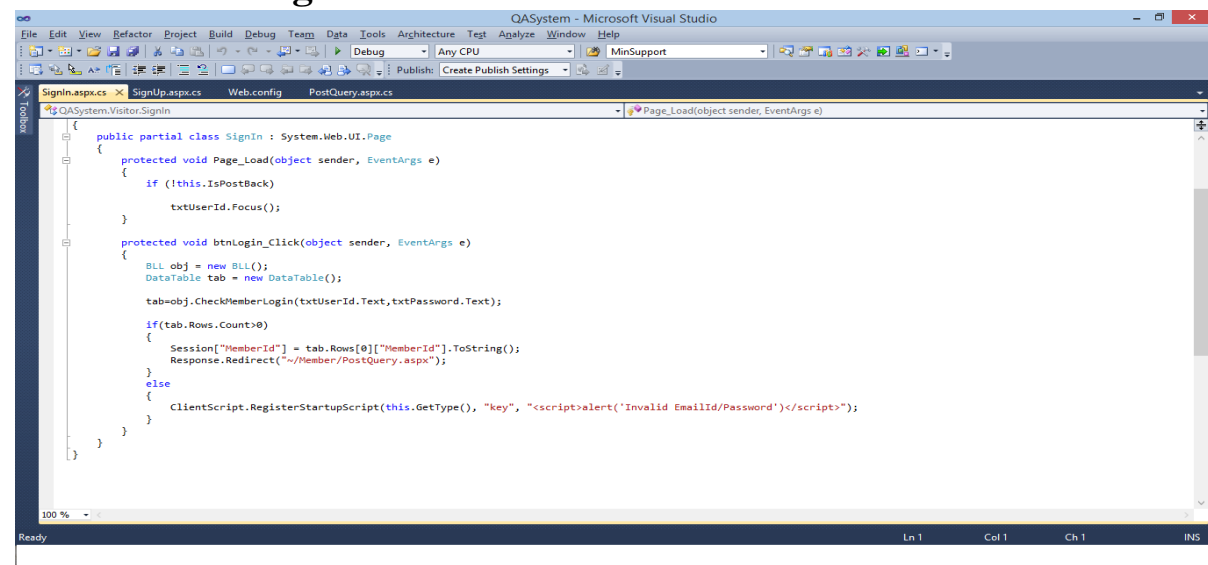 QASystem - Microsoft Visual Studio
File Edit View Refactor Project Build Debug Team Data Tools Architecture Test Analyze Window Help
Debug Any CPU MinSupport
Publish: Create Publish Settings
SignIn.aspx.cs SignUp.aspx.cs Web.config PostQuery.aspx.cs
Toolbox
QASystem.Visitor.SignIn Page_Load(object sender, EventArgs e)
{
public partial class SignIn : System.Web.UI.Page
{
protected void Page_Load(object sender, EventArgs e)
{
if (!this.IsPostBack)
txtUserId.Focus();
}
protected void btnLogin_Click(object sender, EventArgs e)
{
BLL obj = new BLL();
DataTable tab = new DataTable();
tab=obj.CheckMemberLogin(txtUserId.Text,txtPassword.Text);
if(tab.Rows.Count>0)
{
Session["MemberId"] = tab.Rows[0]["MemberId"].ToString();
Response.Redirect("~/Member/PostQuery.aspx");
}
else
{
ClientScript.RegisterStartupScript(this.GetType(), "key", "<script>alert('Invalid EmailId/Password')</script>");
}
}
}
}
100 %
Ready Ln 1 Col 1 Ch 1 INS